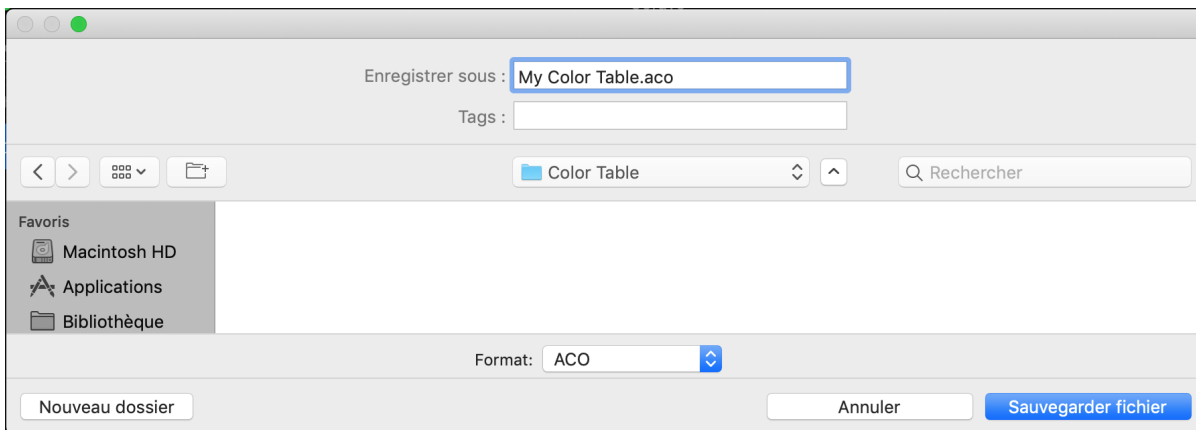 Enregistrer sous : My Color Table.aco
Tags :
Color Table
Rechercher
Favoris
Macintosh HD
Applications
Bibliothèque
Format: ACO
Nouveau dossier
Annuler
Sauvegarder fichier